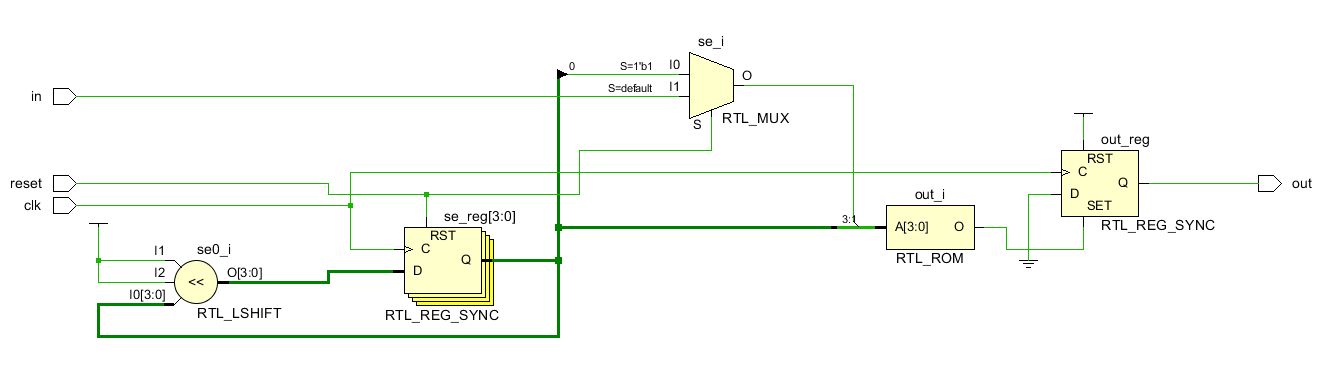 se_i
0
S=1'b1
I0
S=default
I1
O
S
RTL_MUX
in
reset
clk
out_reg
RST
C
D
Q
SET
RTL_REG_SYNC
out
out_i
3:1
A[3:0]
O
RTL_ROM
se_reg[3:0]
RST
C
D
Q
RTL_REG_SYNC
se0_i
I1
I2
I0[3:0]
<<
O[3:0]
RTL_LSHIFT